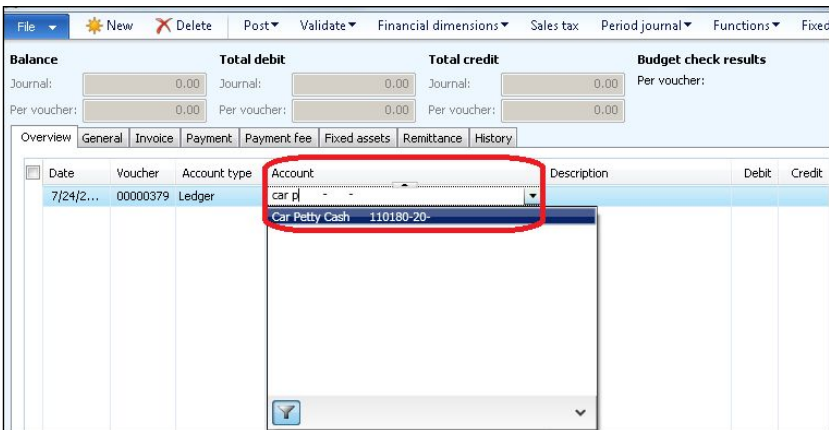 File New Delete Post Validate Financial dimensions Sales tax Period journal Functions Fixed
Balance Total debit Total credit Budget check results
Journal: 0.00 Journal: 0.00 Journal: 0.00 Per voucher:
Per voucher: 0.00 Per voucher: 0.00 Per voucher: 0.00
Overview General Invoice Payment Payment fee Fixed assets Remittance History
Date Voucher Account type Account Description Debit Credit
7/24/2... 00000379 Ledger car p - -
Car Petty Cash 110180-20-